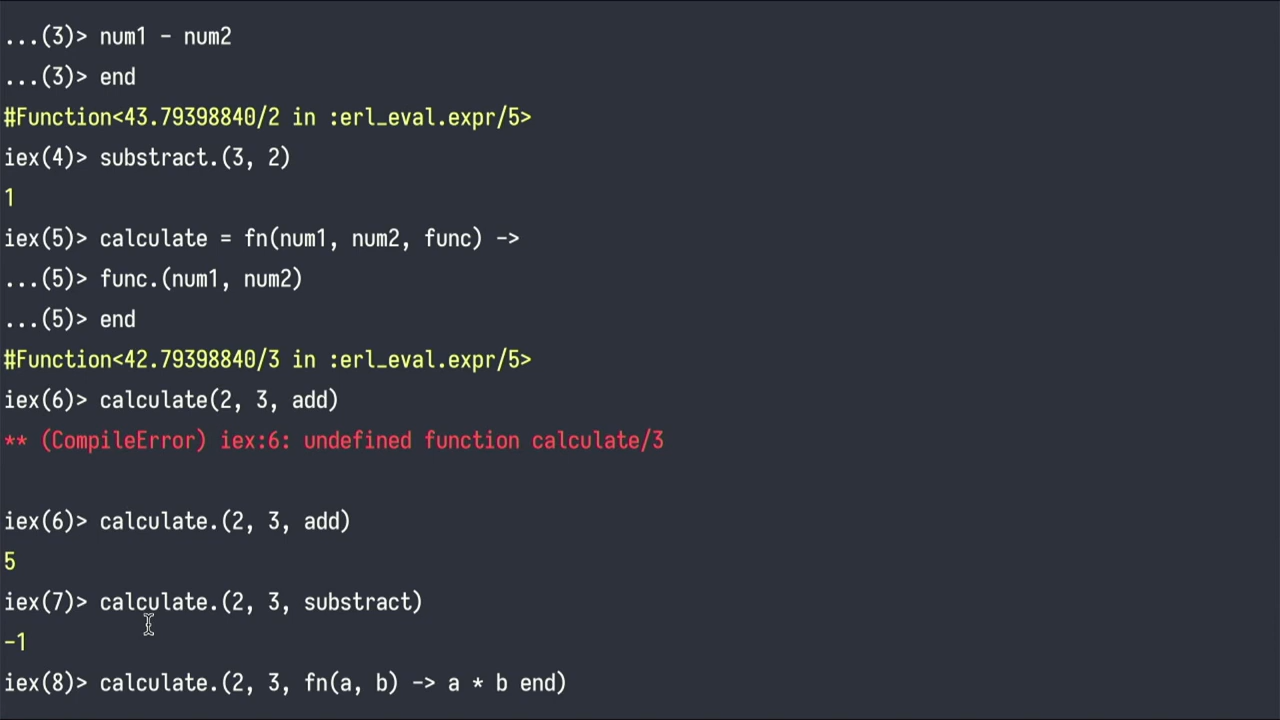 ...(3)> num1 - num2
...(3)> end
#Function<43.79398840/2 in :erl_eval.expr/5>
iex(4)> substract.(3, 2)
1
iex(5)> calculate = fn(num1, num2, func) ->
...(5)> func.(num1, num2)
...(5)> end
#Function<42.79398840/3 in :erl_eval.expr/5>
iex(6)> calculate(2, 3, add)
** (CompileError) iex:6: undefined function calculate/3
iex(6)> calculate.(2, 3, add)
5
iex(7)> calculate.(2, 3, substract)
-1
iex(8)> calculate.(2, 3, fn(a, b) -> a * b end)